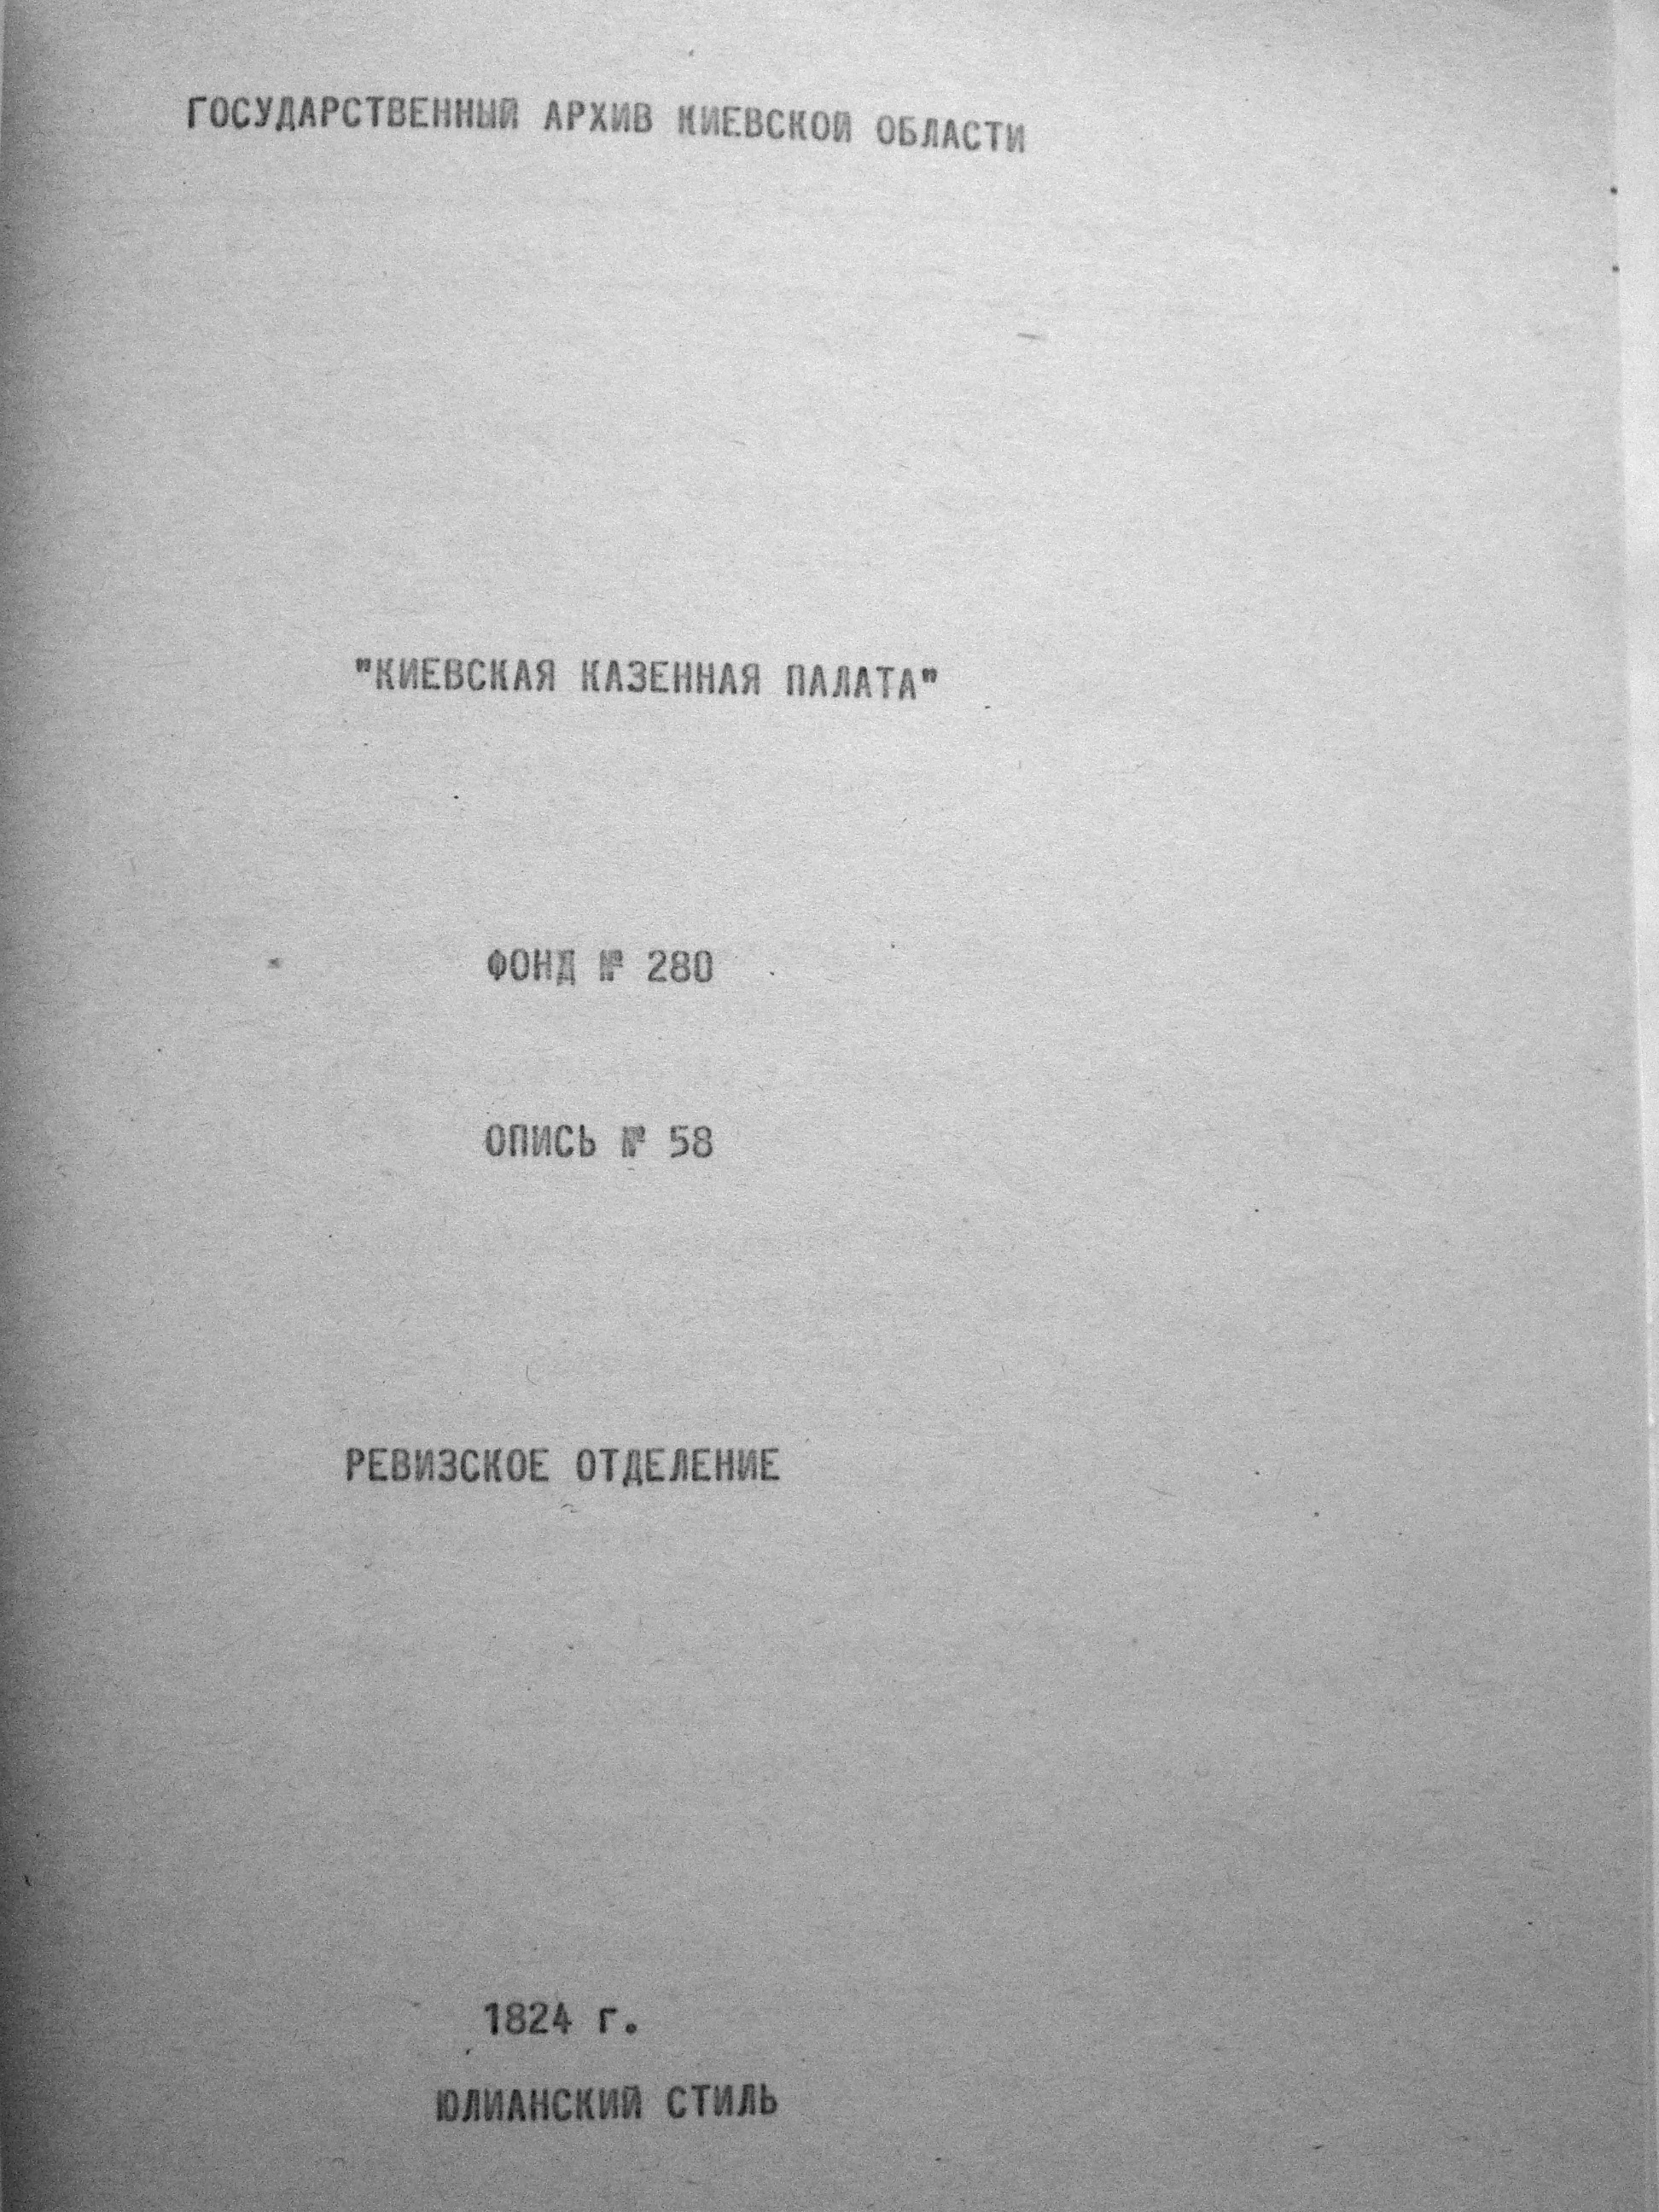 ГОСУДАРСТВЕННЫЙ АРХИВ КИЕВСКОЙ ОБЛАСТИ
"КИЕВСКАЯ КАЗЕННАЯ ПАЛАТА"
ФОНД № 280
ОПИСЬ № 58
РЕВИЗСКОЕ ОТДЕЛЕНИЕ
1824 г.
ЮЛИАНСКИЙ СТИЛЬ